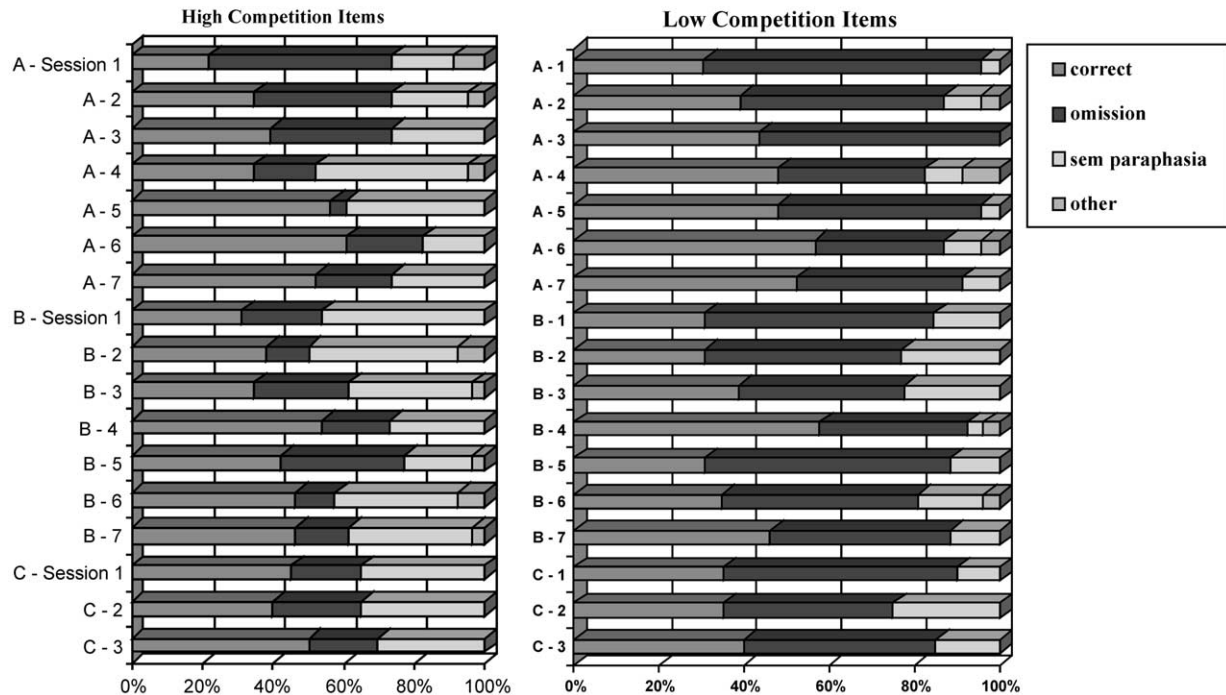 High Competition Items
A - Session 1
A - 2
A - 3
A - 4
A - 5
A - 6
A - 7
B - Session 1
B - 2
B - 3
B - 4
B - 5
B - 6
B - 7
C - Session 1
C - 2
C - 3
0% 20% 40% 60% 80% 100%
Low Competition Items
A - 1
A - 2
A - 3
A - 4
A - 5
A - 6
A - 7
B - 1
B - 2
B - 3
B - 4
B - 5
B - 6
B - 7
C - 1
C - 2
C - 3
0% 20% 40% 60% 80% 100%
correct
omission
sem paraphasia
other